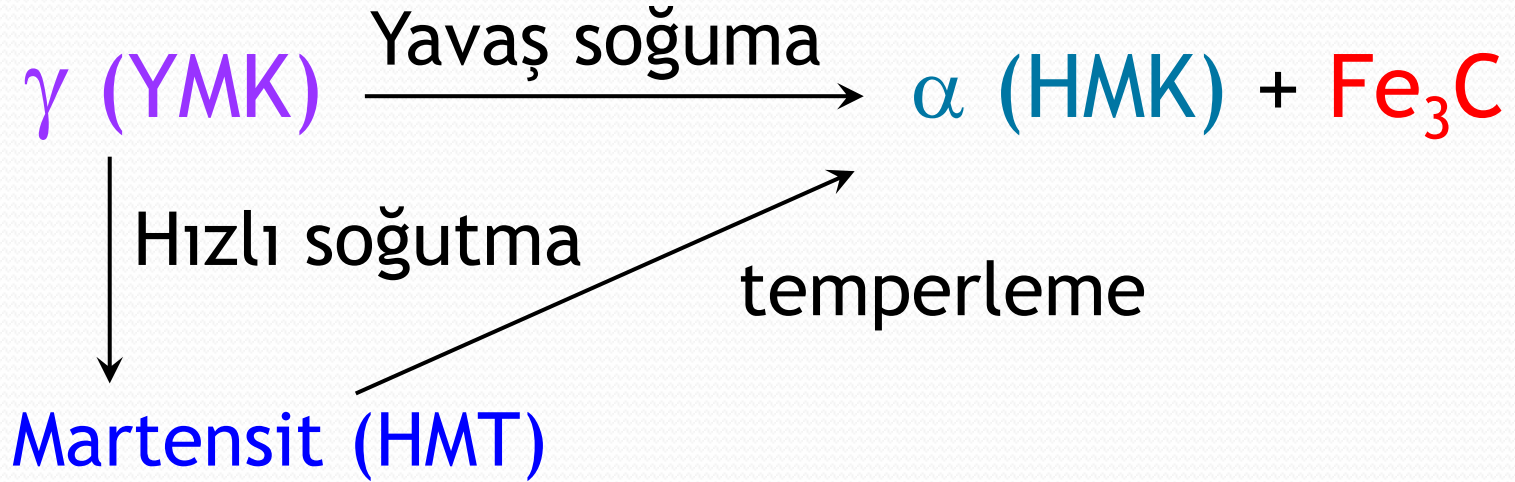 Yavaş soğuma
γ (YMK) α (HMK) + Fe₃C
Hızlı soğutma
temperleme
Martensit (HMT)